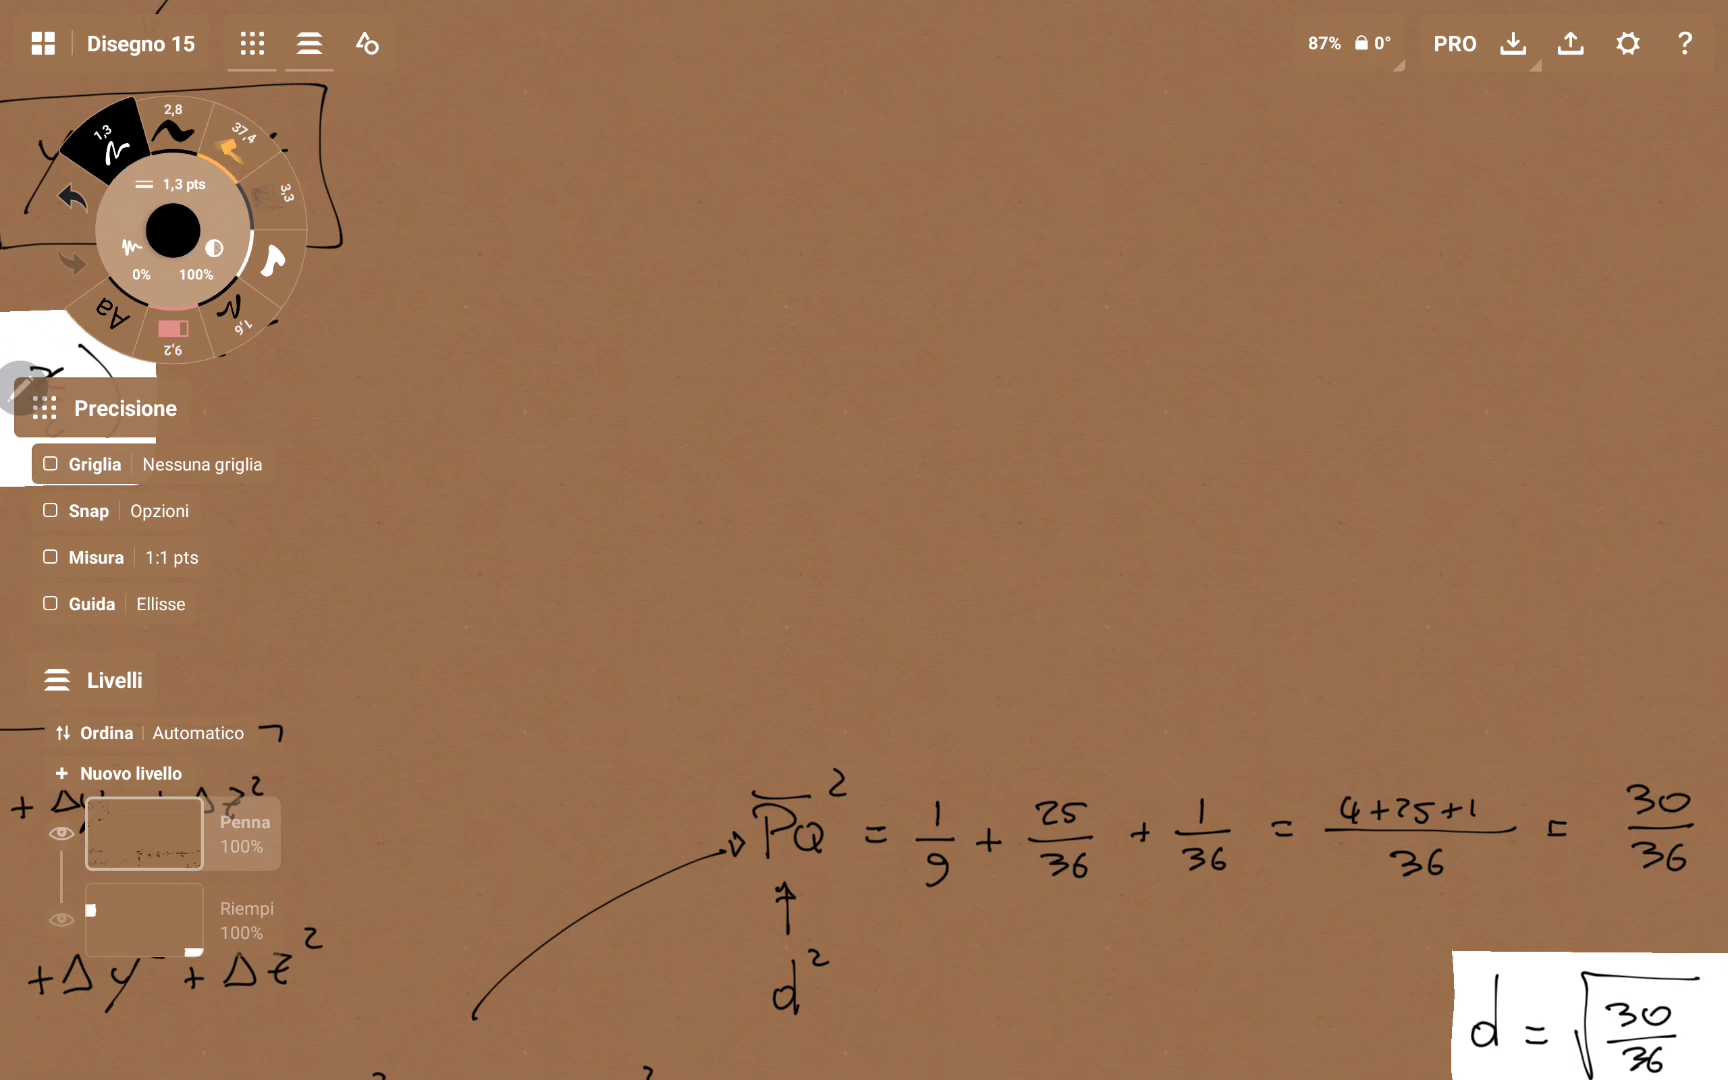 Disegno 15
87% 0° PRO ?
2,8
1,3
37,4
3,3
1,3 pts
0% 100%
Aa
1,6
9,2
Precisione
Griglia Nessuna griglia
Snap Opzioni
Misura 1:1 pts
Guida Ellisse
Livelli
Ordina Automatico
+ Nuovo livello
Penna
100%
Riempi
100%
+ Δy² + Δz²
PQ² = 1/9 + 25/36 + 1/36 = 4+25+1/36 = 30/36
d²
d = √30/36